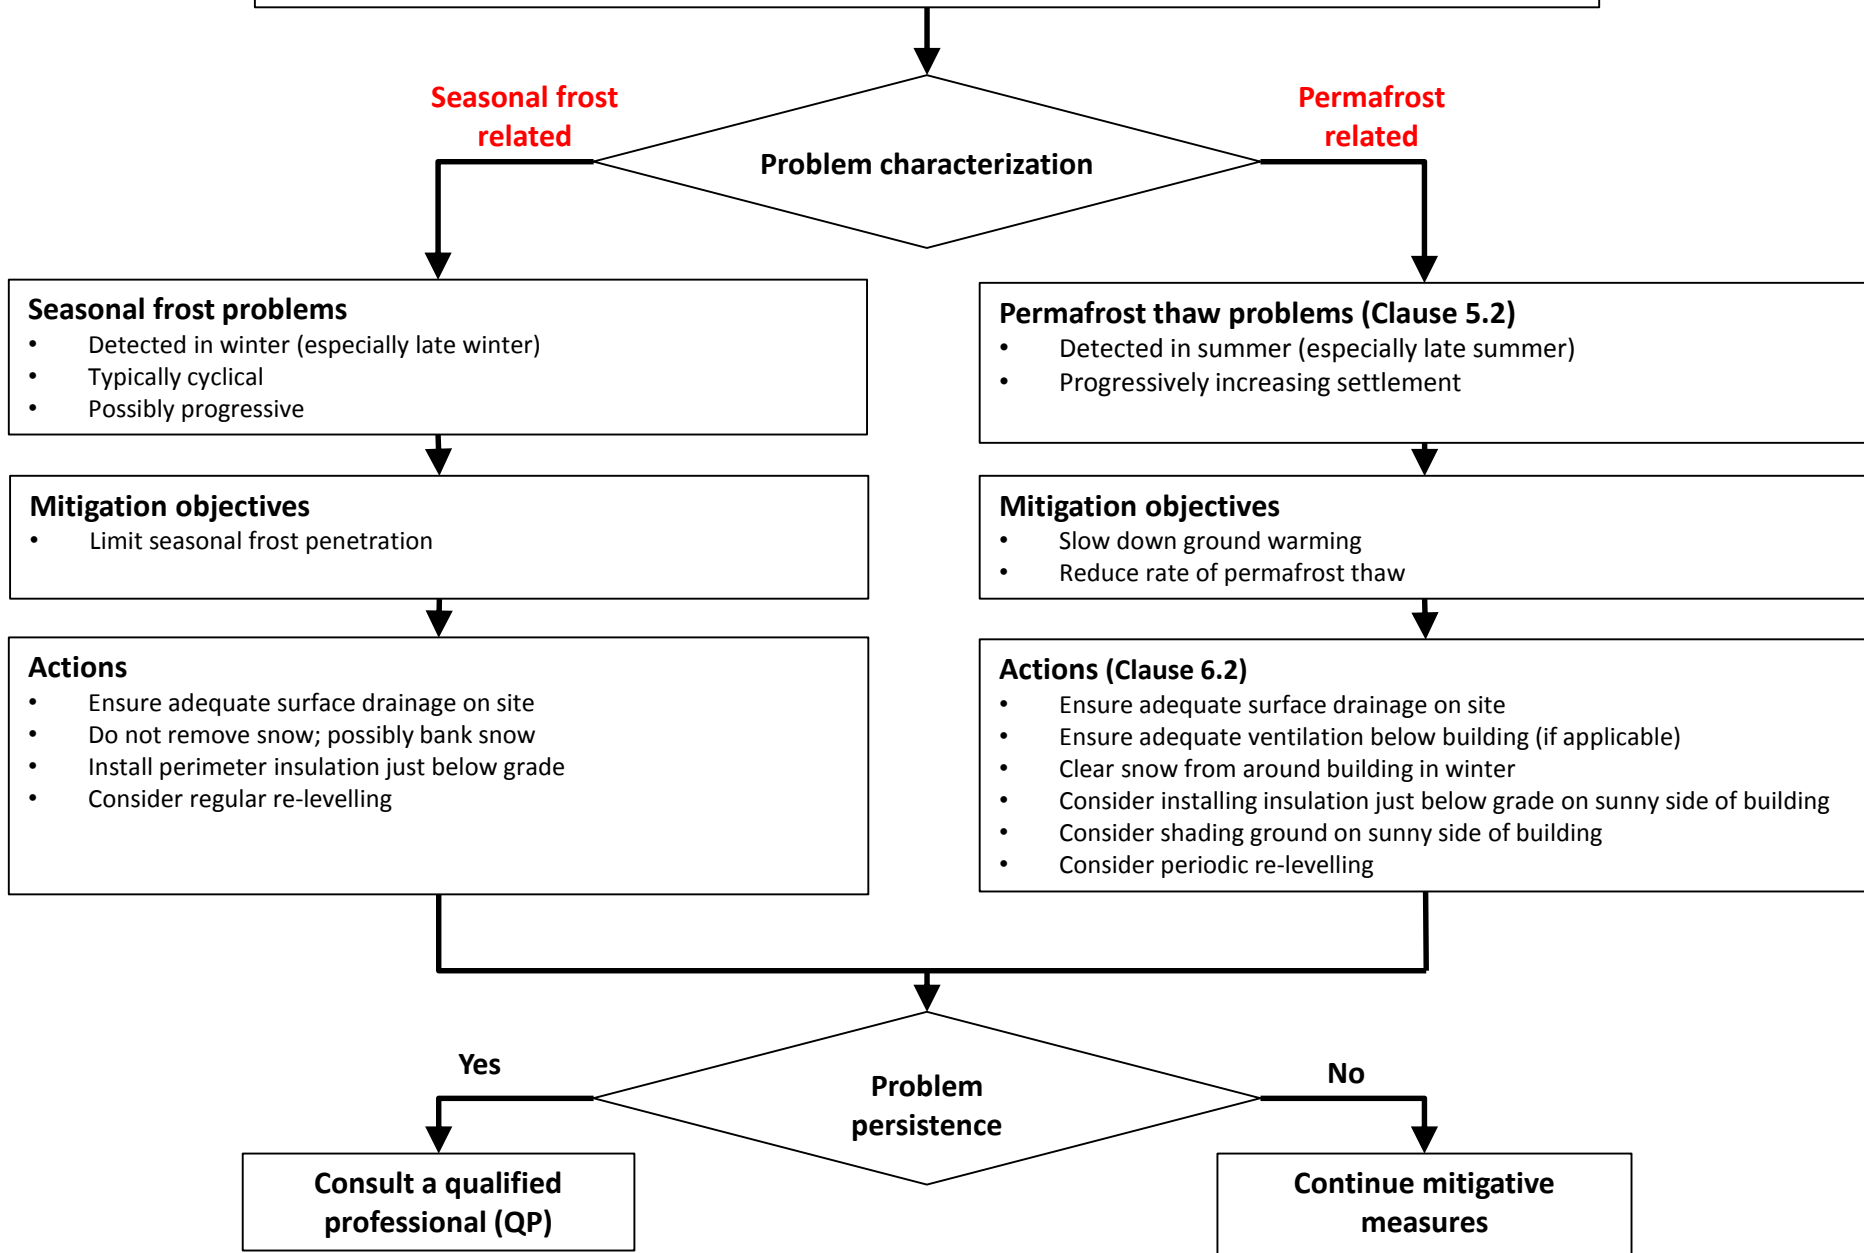 Seasonal frost
related
Permafrost
related
Problem characterization
Seasonal frost problems
• Detected in winter (especially late winter)
• Typically cyclical
• Possibly progressive
Permafrost thaw problems (Clause 5.2)
• Detected in summer (especially late summer)
• Progressively increasing settlement
Mitigation objectives
• Limit seasonal frost penetration
Mitigation objectives
• Slow down ground warming
• Reduce rate of permafrost thaw
Actions
• Ensure adequate surface drainage on site
• Do not remove snow; possibly bank snow
• Install perimeter insulation just below grade
• Consider regular re-levelling
Actions (Clause 6.2)
• Ensure adequate surface drainage on site
• Ensure adequate ventilation below building (if applicable)
• Clear snow from around building in winter
• Consider installing insulation just below grade on sunny side of building
• Consider shading ground on sunny side of building
• Consider periodic re-levelling
Yes
Problem
persistence
No
Consult a qualified
professional (QP)
Continue mitigative
measures